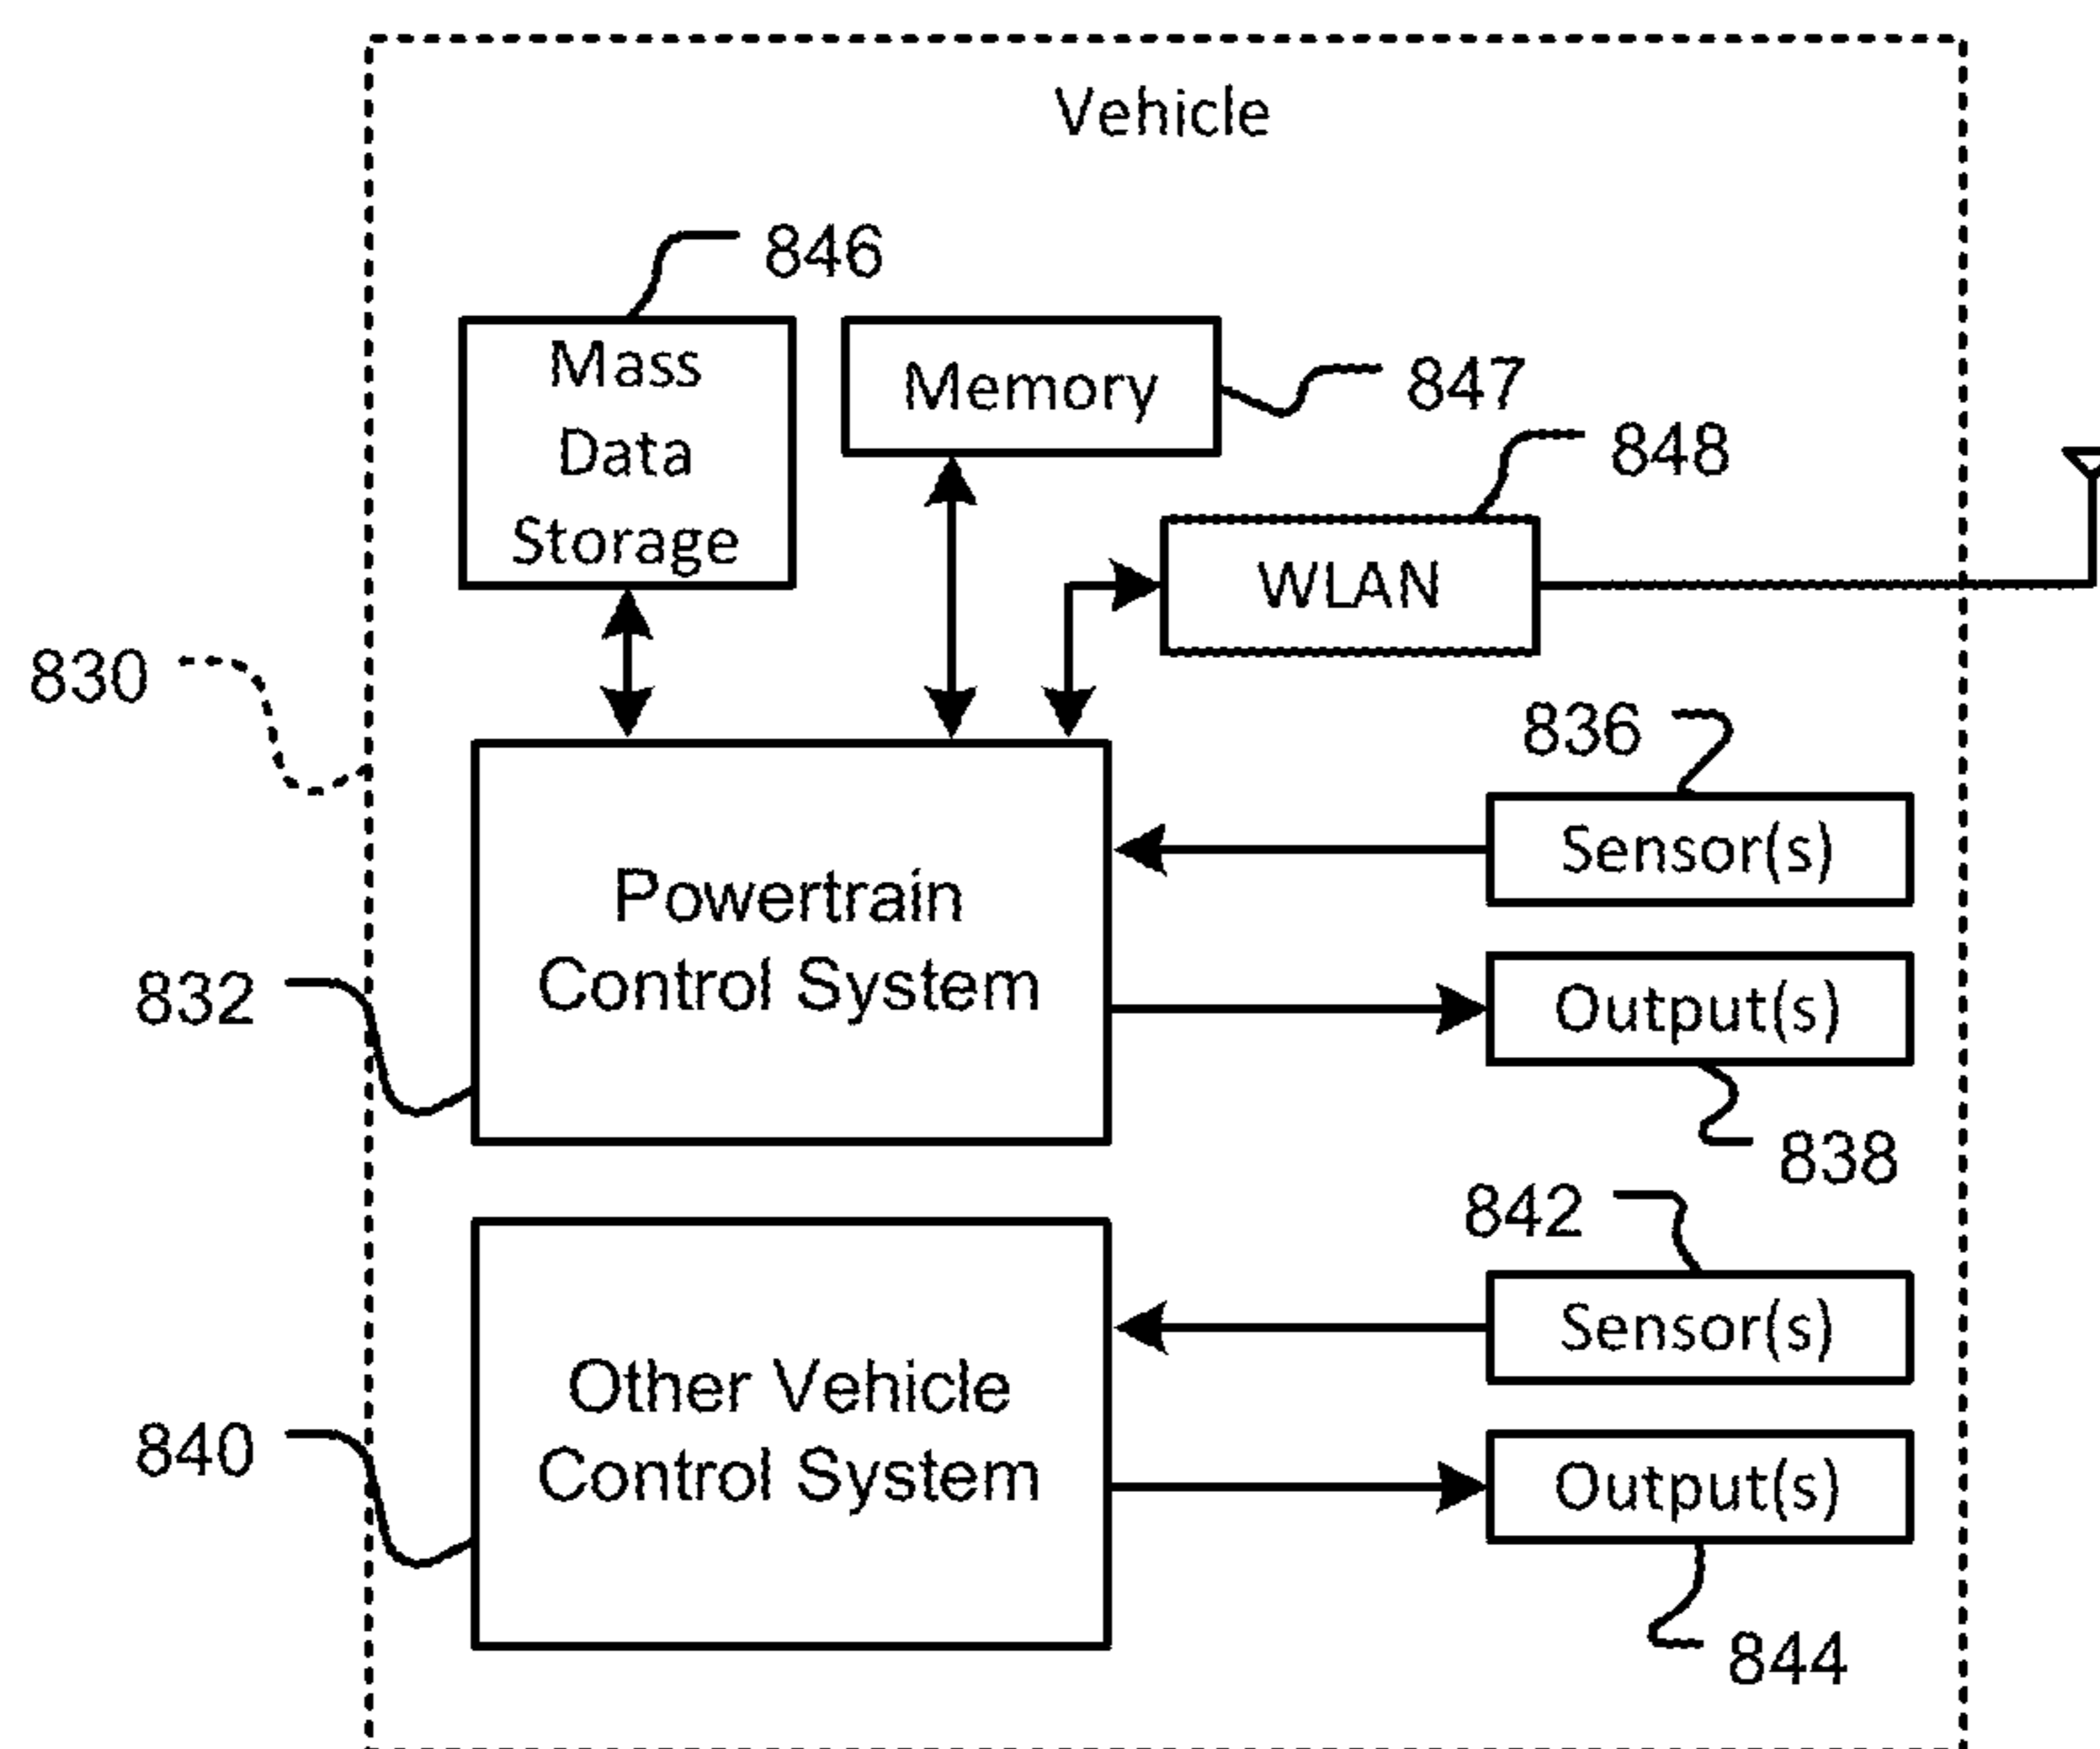 Vehicle
846
Mass
Data
Storage
Memory
847
848
WLAN
830
836
Sensor(s)
Powertrain
Control System
832
Output(s)
838
842
Sensor(s)
Other Vehicle
Control System
840
Output(s)
844